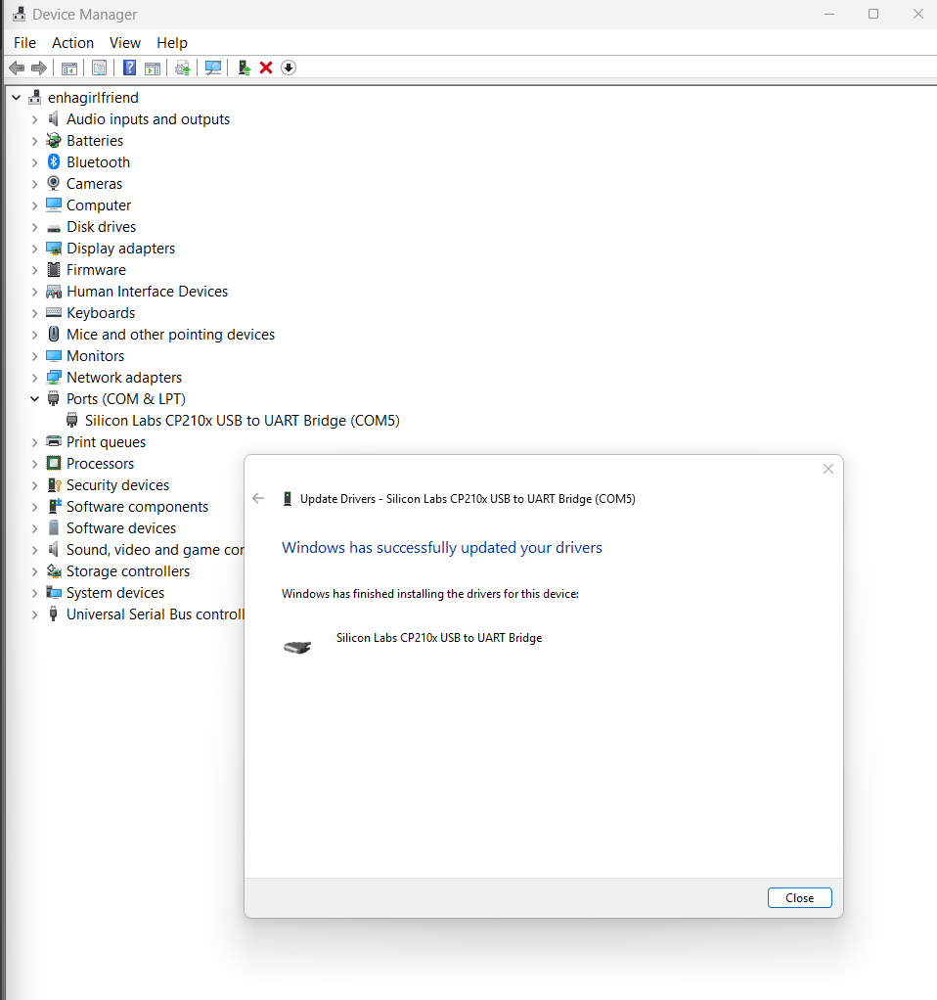 Device Manager
File Action View Help
enhagirlfriend
Audio inputs and outputs
Batteries
Bluetooth
Cameras
Computer
Disk drives
Display adapters
Firmware
Human Interface Devices
Keyboards
Mice and other pointing devices
Monitors
Network adapters
Ports (COM & LPT)
Silicon Labs CP210x USB to UART Bridge (COM5)
Print queues
Processors
Security devices
Software components
Software devices
Sound, video and game con
Storage controllers
System devices
Universal Serial Bus controll
Update Drivers - Silicon Labs CP210x USB to UART Bridge (COM5)
Windows has successfully updated your drivers
Windows has finished installing the drivers for this device:
Silicon Labs CP210x USB to UART Bridge
Close